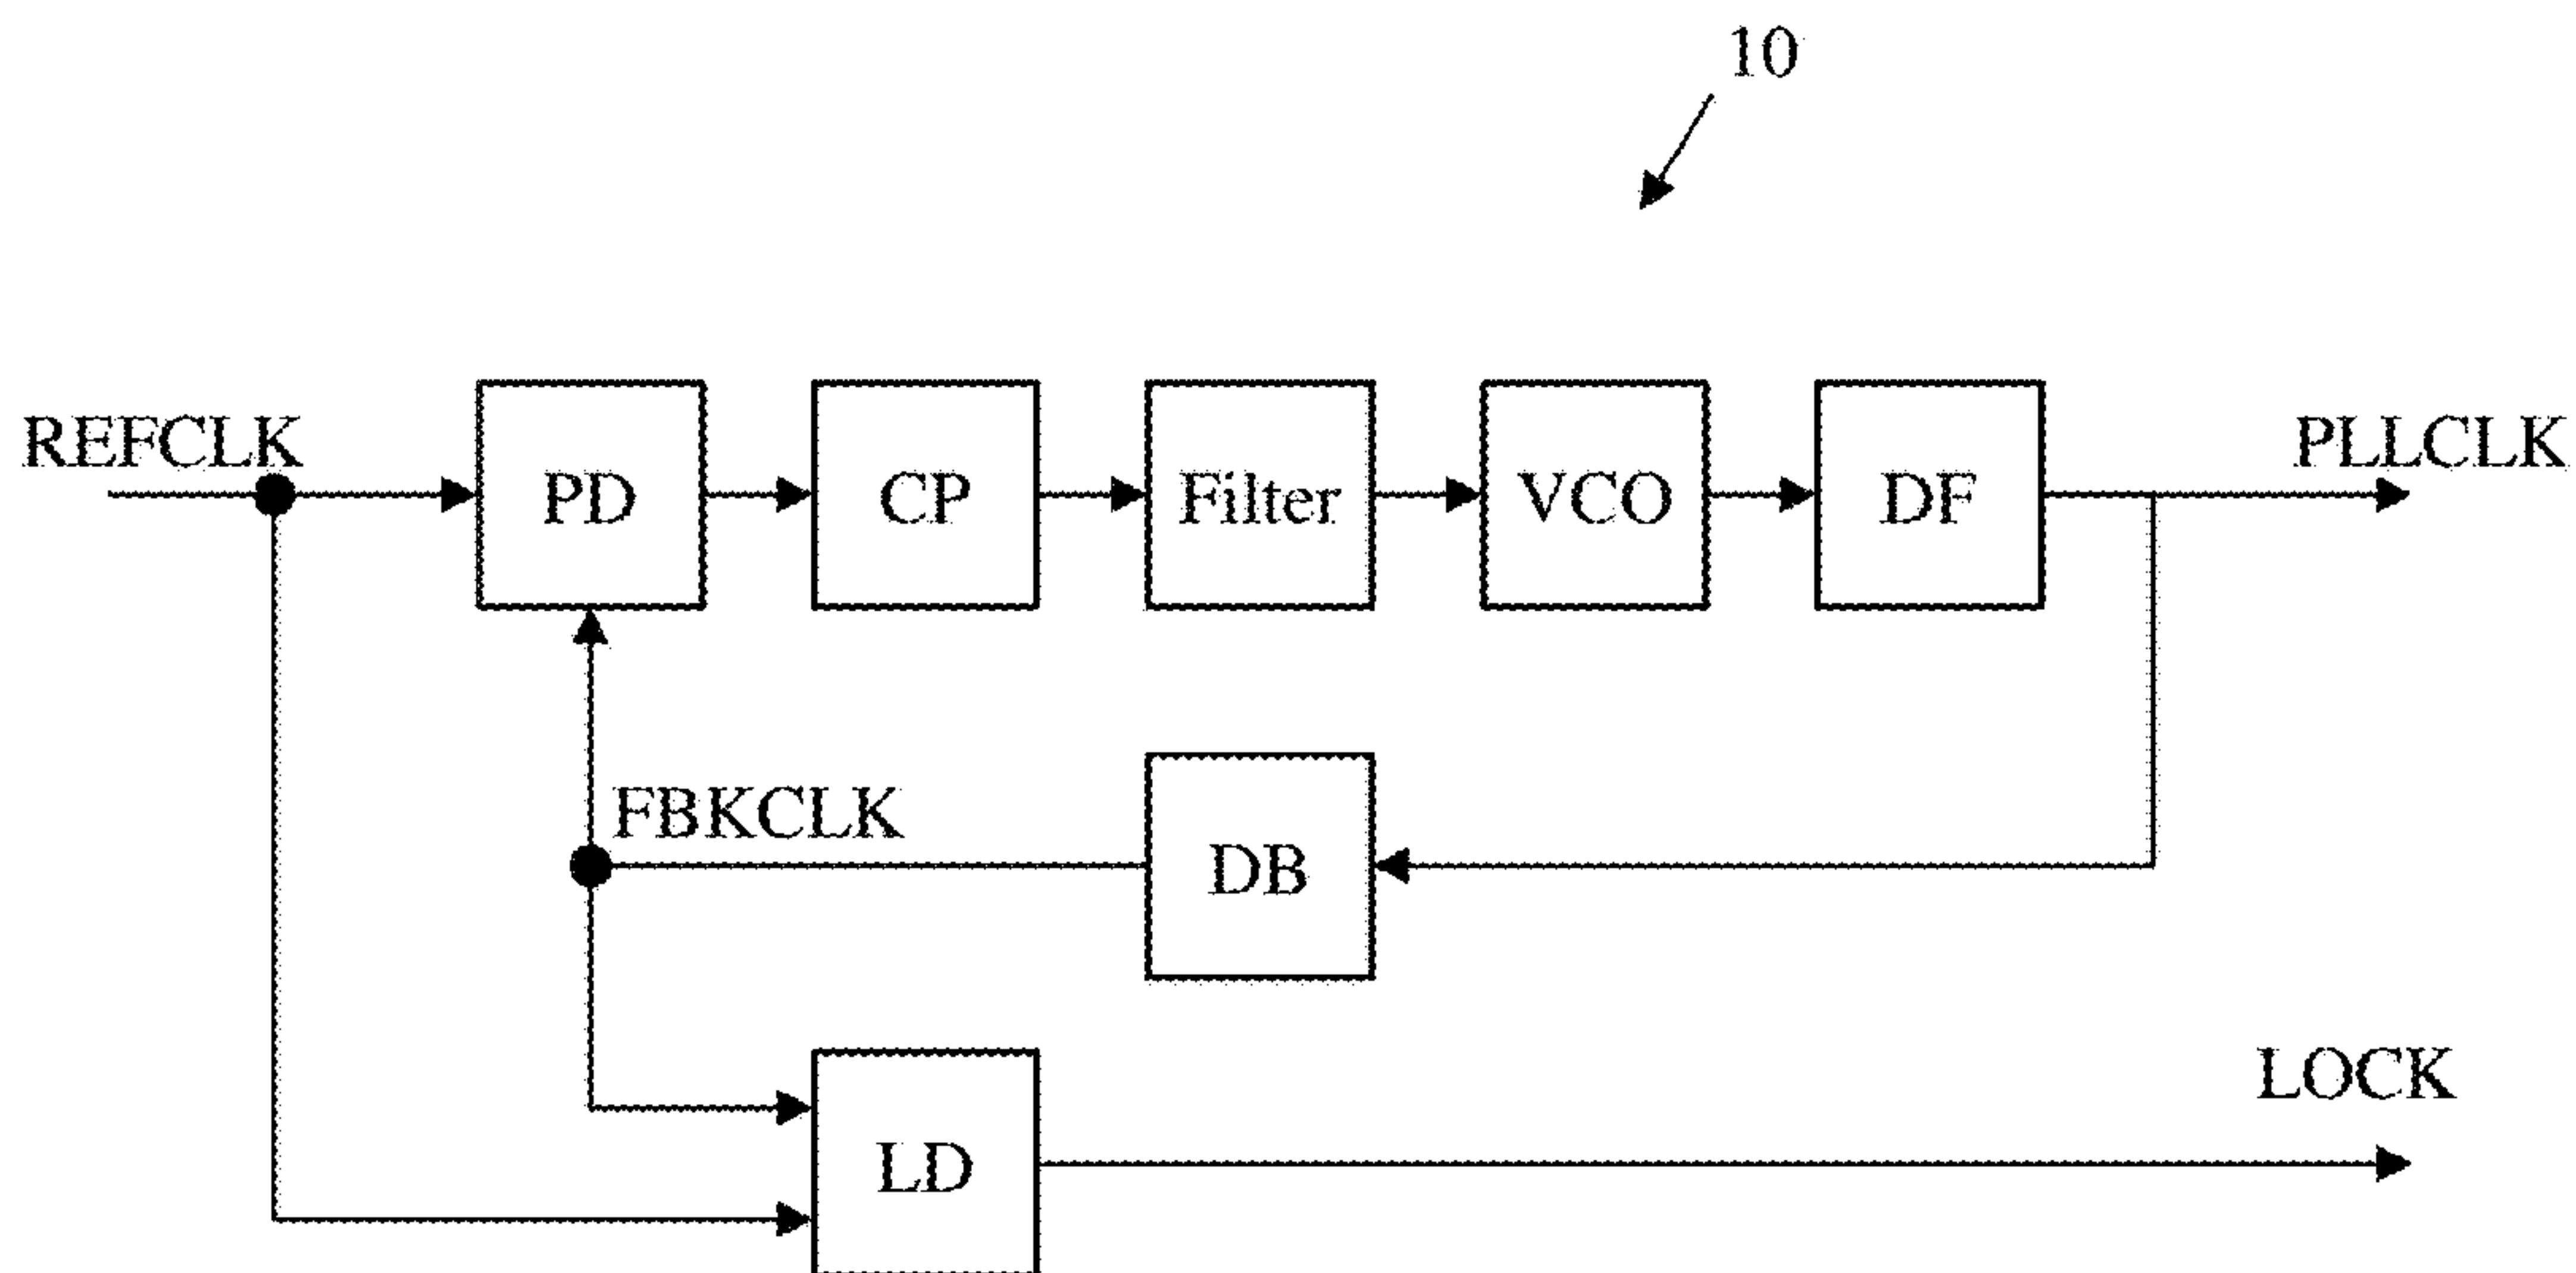 10
REFCLK
PD
CP
Filter
VCO
DF
PLLCLK
FBKCLK
DB
LOCK
LD